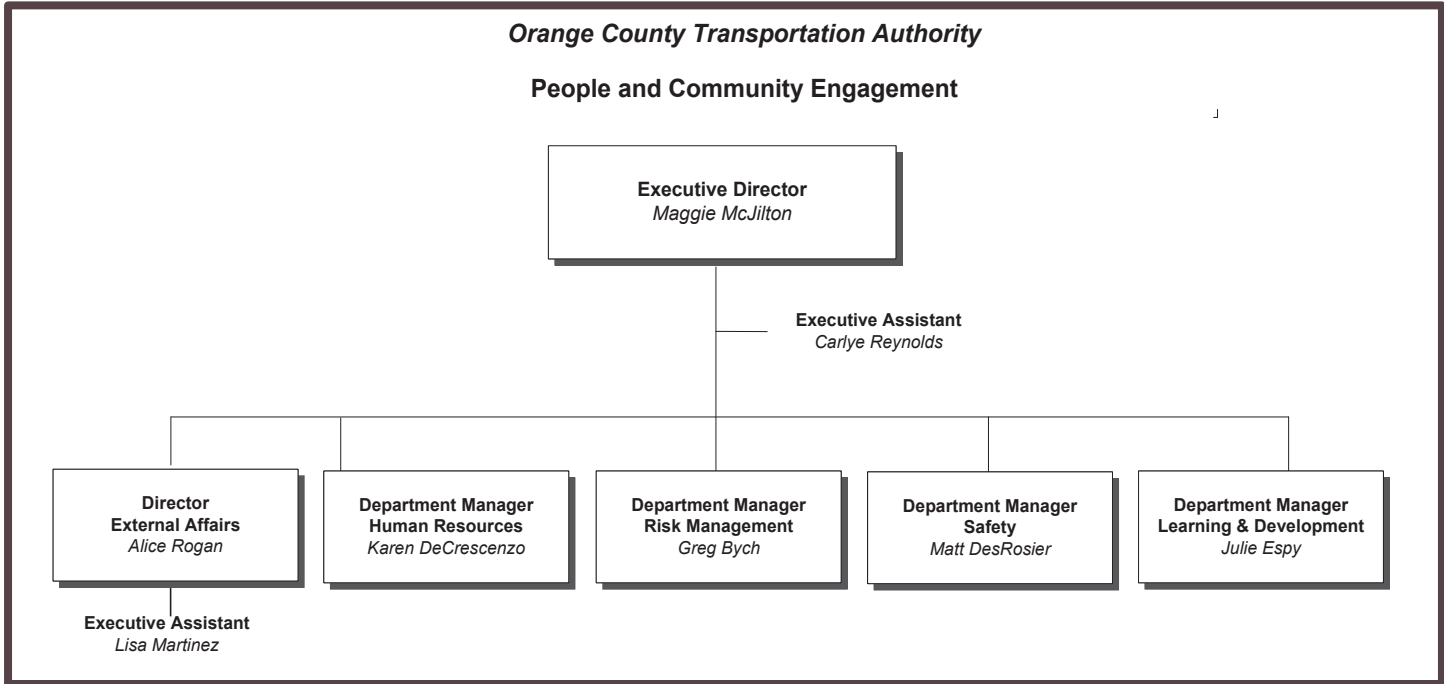 Orange County Transportation Authority
People and Community Engagement
Executive Director
Maggie McJilton
Executive Assistant
Carlye Reynolds
Director
External Affairs
Alice Rogan
Department Manager
Human Resources
Karen DeCrescenzo
Department Manager
Risk Management
Greg Bych
Department Manager
Safety
Matt DesRosier
Department Manager
Learning & Development
Julie Espy
Executive Assistant
Lisa Martinez